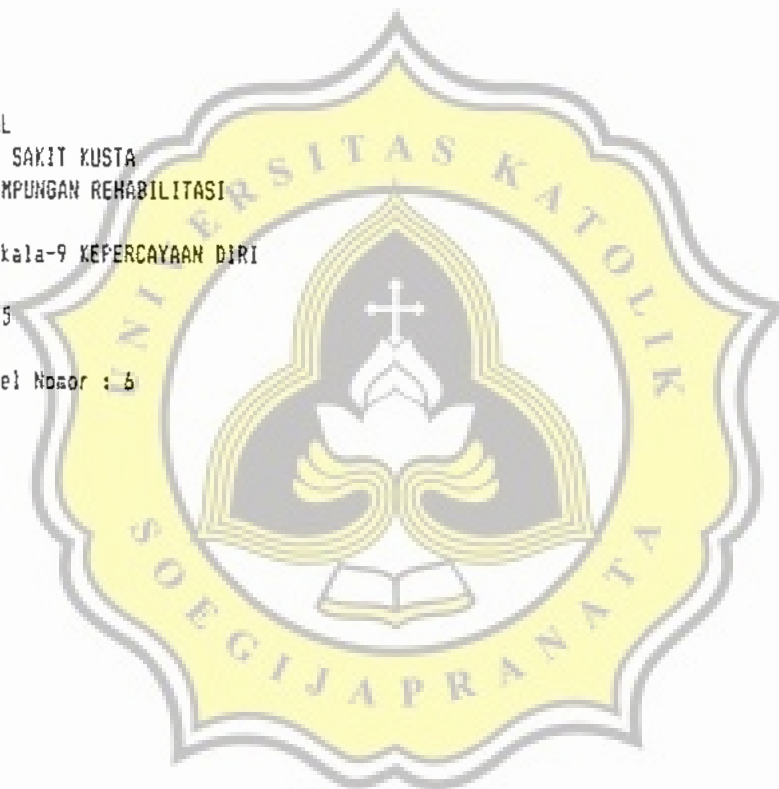 L
SAKIT KUSTA
MPUNGAN REHABILITASI
kala-9 KEPERCAYAAN DIRI
5
el Nomor : 6
UNIVERSITAS KATOLIK
SOEGIJAPRANATA